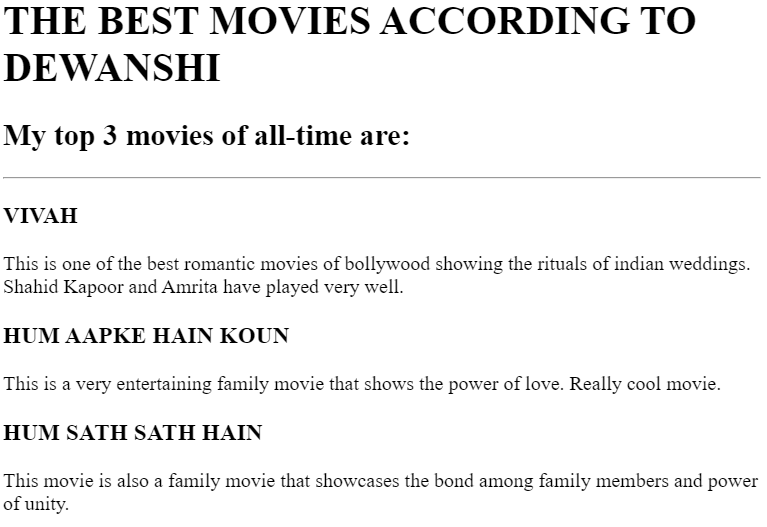 THE BEST MOVIES ACCORDING TO
DEWANSHI
My top 3 movies of all-time are:
VIVAH
This is one of the best romantic movies of bollywood showing the rituals of indian weddings.
Shahid Kapoor and Amrita have played very well.
HUM AAPKE HAIN KOUN
This is a very entertaining family movie that shows the power of love. Really cool movie.
HUM SATH SATH HAIN
This movie is also a family movie that showcases the bond among family members and power
of unity.